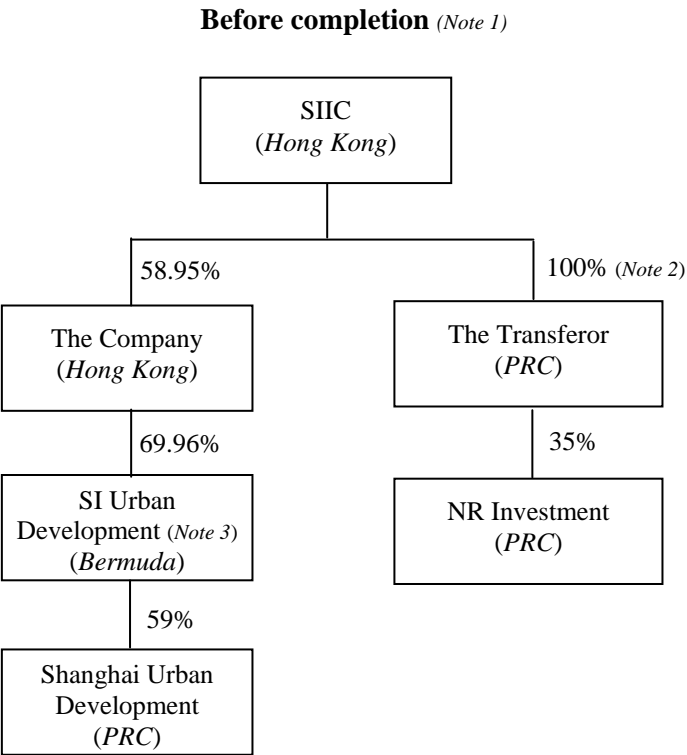 Before completion (Note 1)
SIIC
(Hong Kong)
58.95%
100% (Note 2)
The Company
(Hong Kong)
The Transferor
(PRC)
69.96%
35%
SI Urban
Development (Note 3)
(Bermuda)
NR Investment
(PRC)
59%
Shanghai Urban
Development
(PRC)